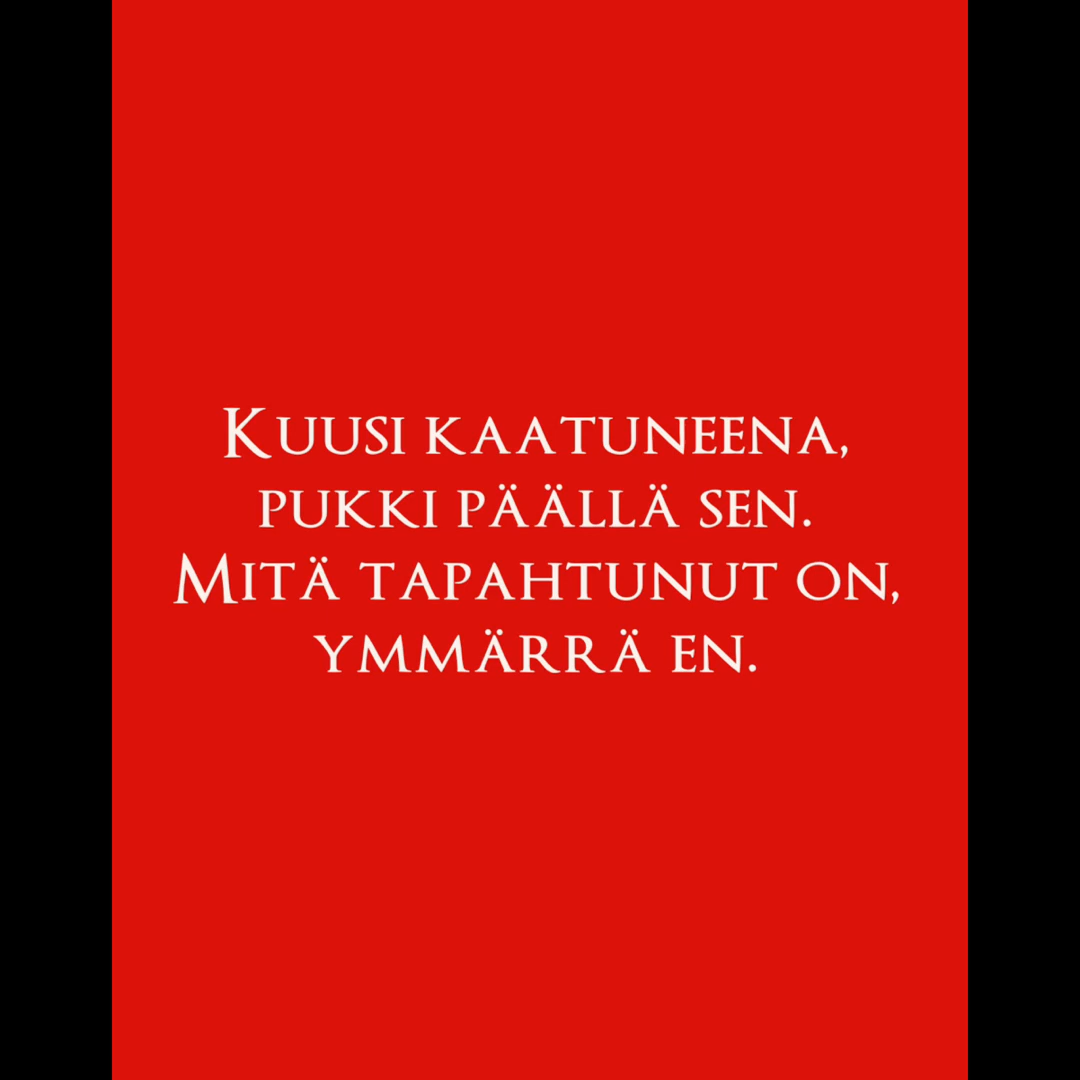 Kuusi kaatuneena,
pukki päällä sen.
Mitä tapahtunut on,
ymmärrä en.